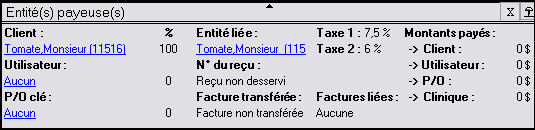 Entité(s) payeuse(s) X
Client : % Entité liée : Taxe 1 : 7,5 % Montants payés :
Tomate,Monsieur (11516) 100 Tomate,Monsieur (115 Taxe 2 : 6 % -> Client : 0 $
Utilisateur : N° du reçu : -> Utilisateur : 0 $
Aucun 0 Reçu non desservi -> P/O : 0 $
P/O clé : Facture transférée : Factures liées : -> Clinique : 0 $
Aucun 0 Facture non transférée Aucune